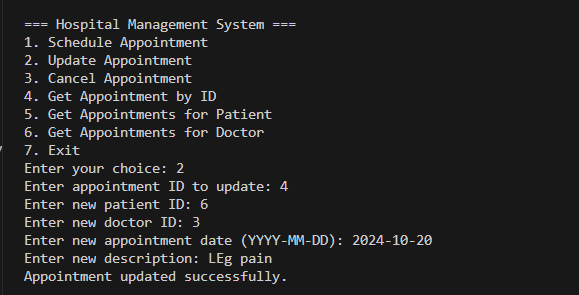 === Hospital Management System ===
1. Schedule Appointment
2. Update Appointment
3. Cancel Appointment
4. Get Appointment by ID
5. Get Appointments for Patient
6. Get Appointments for Doctor
7. Exit
Enter your choice: 2
Enter appointment ID to update: 4
Enter new patient ID: 6
Enter new doctor ID: 3
Enter new appointment date (YYYY-MM-DD): 2024-10-20
Enter new description: LEg pain
Appointment updated successfully.